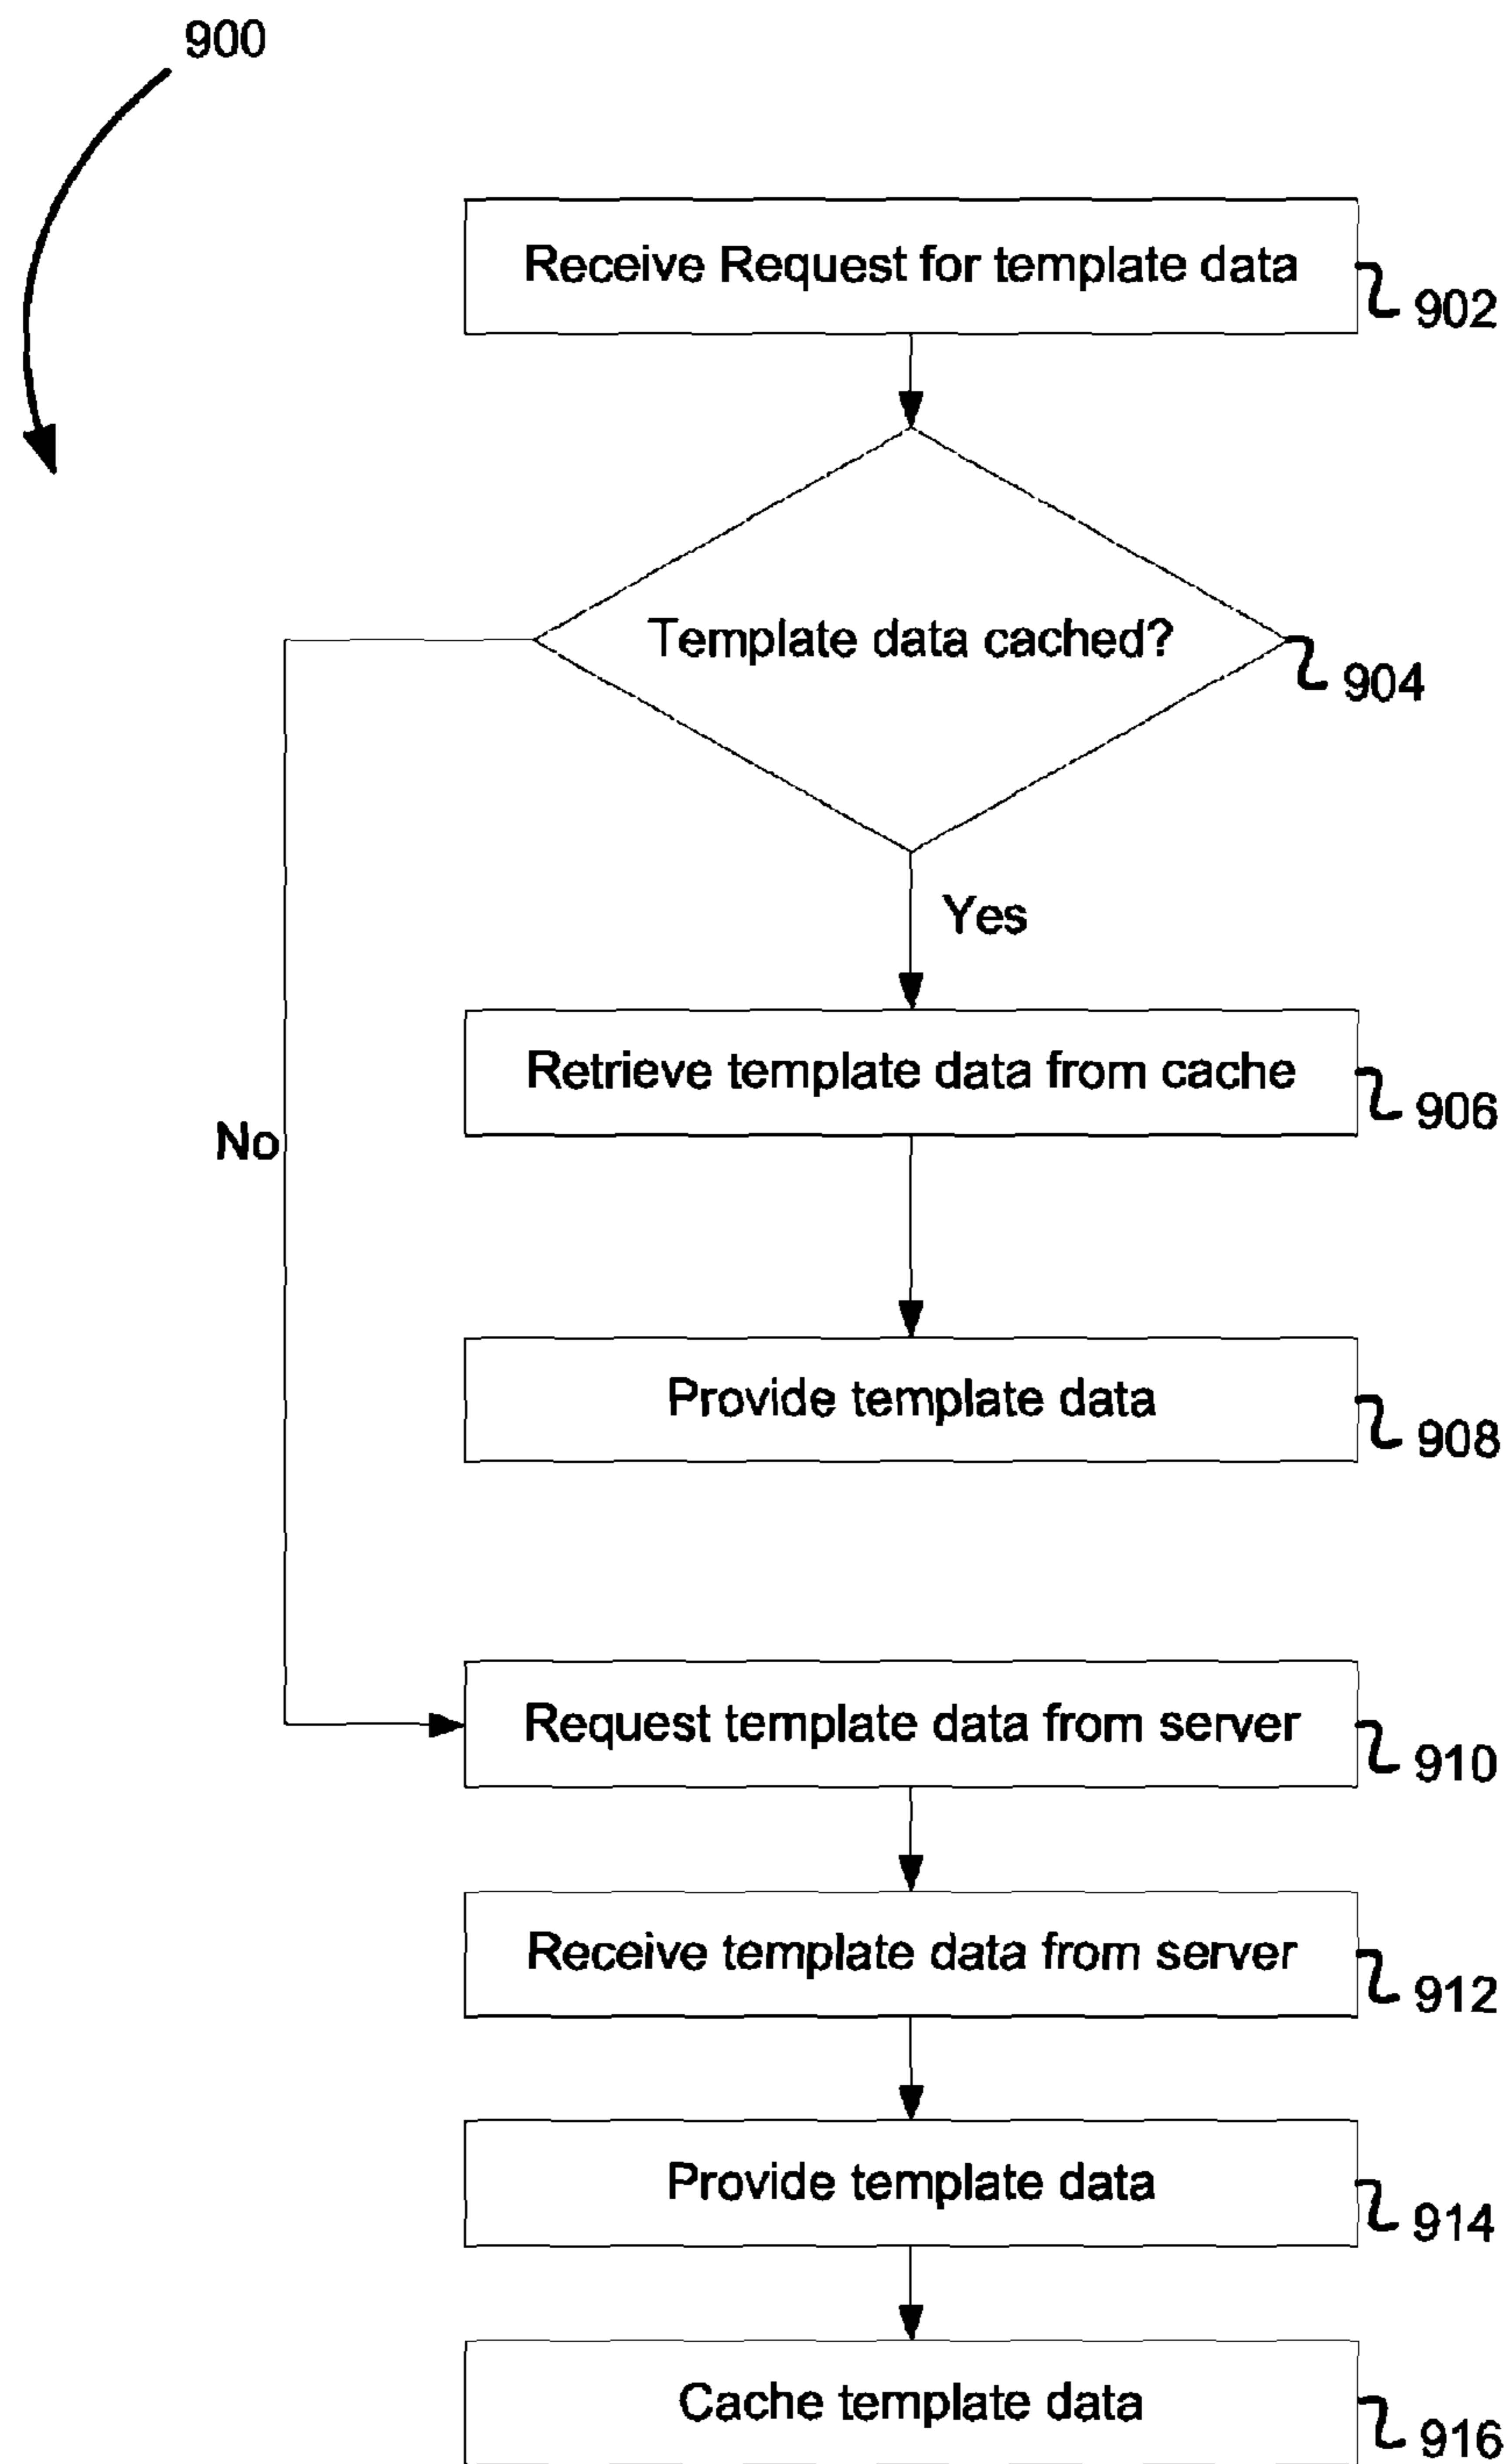 900
Receive Request for template data
902
Template data cached?
904
Yes
Retrieve template data from cache
906
No
Provide template data
908
Request template data from server
910
Receive template data from server
912
Provide template data
914
Cache template data
916